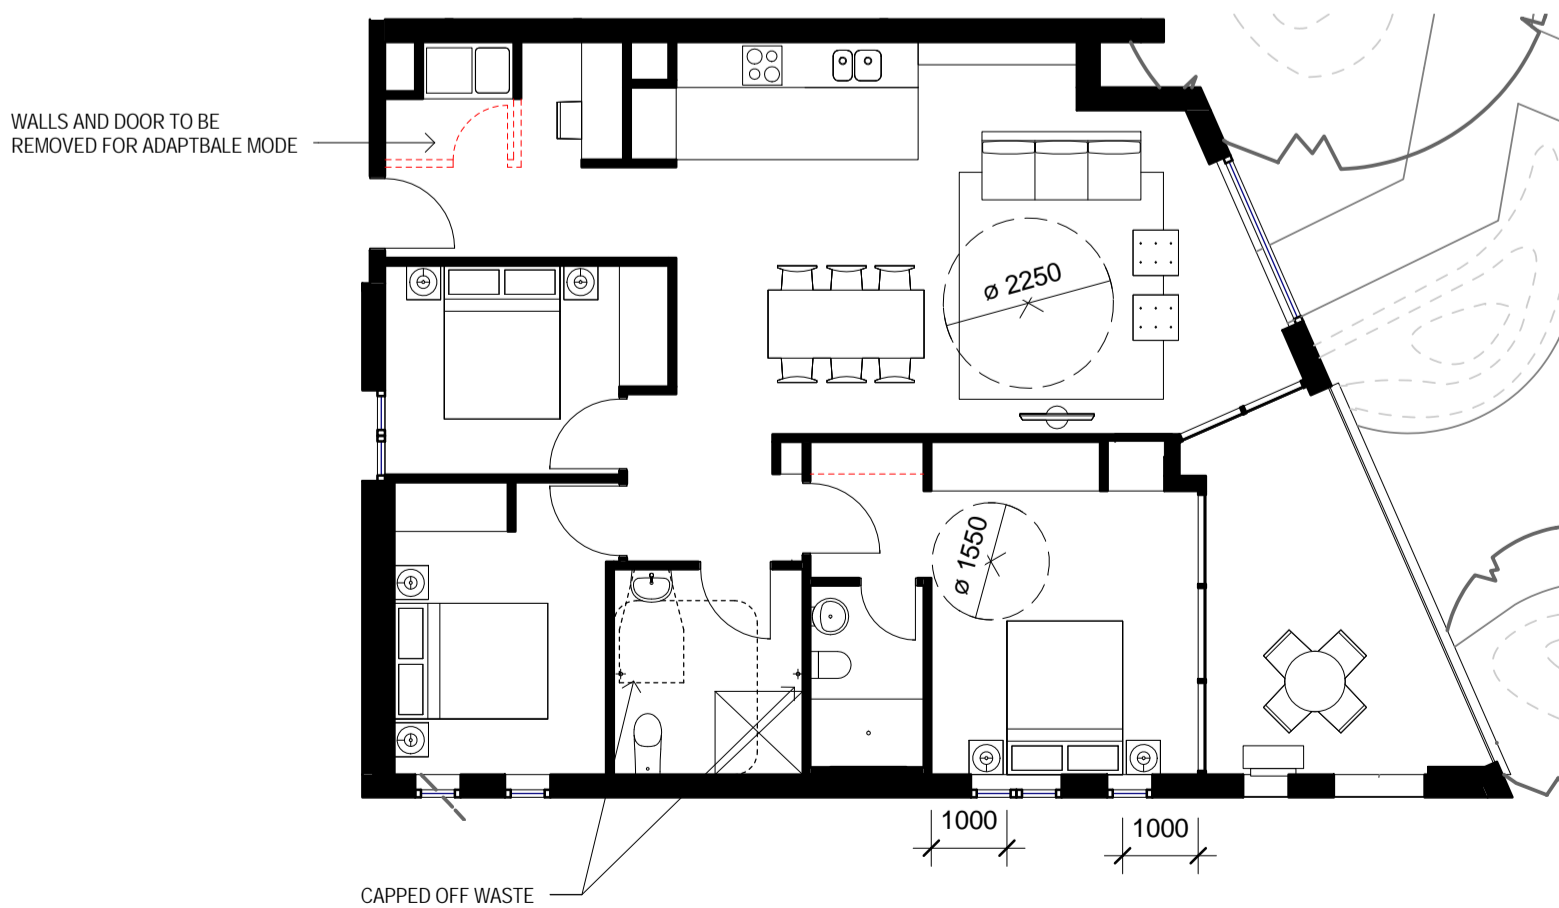 WALLS AND DOOR TO BE
REMOVED FOR ADAPTBALE MODE
ø 2250
ø 1550
1000
1000
CAPPED OFF WASTE